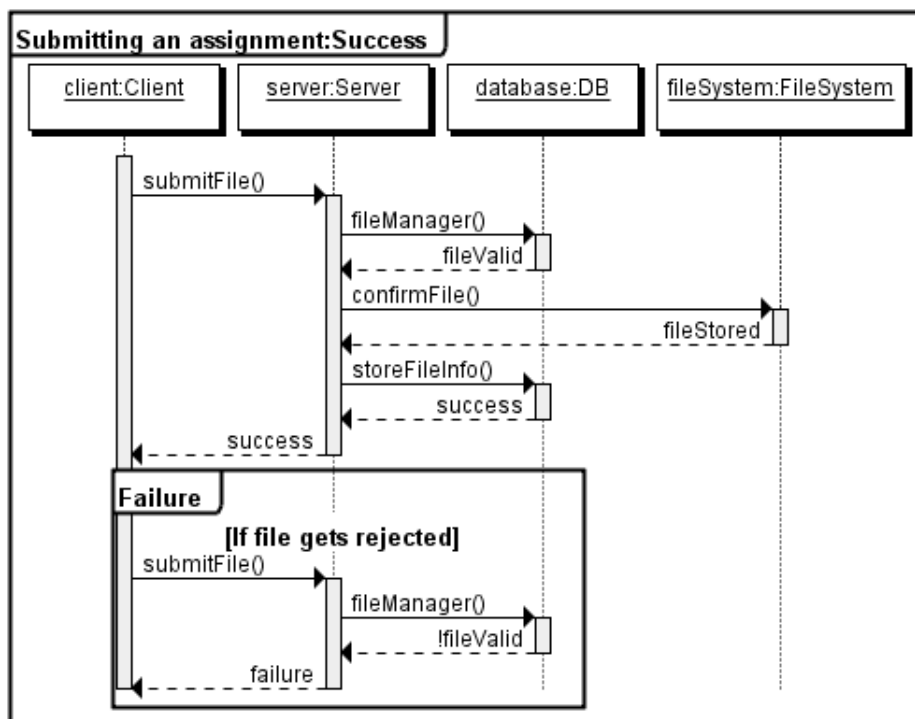 Submitting an assignment:Success
client:Client
server:Server
database:DB
fileSystem:FileSystem
submitFile()
fileManager()
fileValid
confirmFile()
fileStored
storeFileInfo()
success
success
Failure
[If file gets rejected]
submitFile()
fileManager()
!fileValid
failure